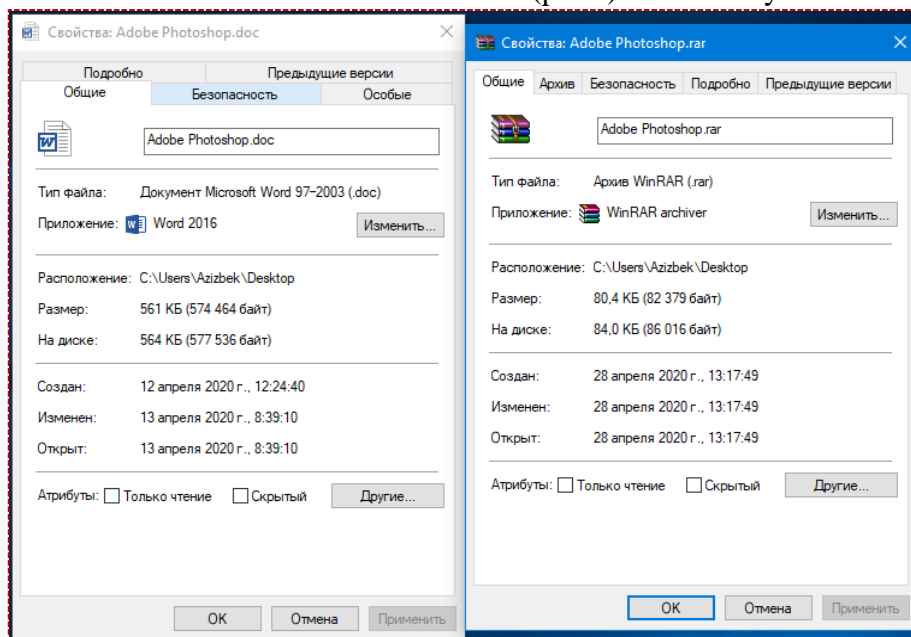 Свойства: Adobe Photoshop.doc
Подробно Предыдущие версии
Общие Безопасность Особые
Adobe Photoshop.doc
Тип файла: Документ Microsoft Word 97–2003 (.doc)
Приложение: Word 2016 Изменить...
Расположение: C:\Users\Azizbek\Desktop
Размер: 561 КБ (574 464 байт)
На диске: 564 КБ (577 536 байт)
Создан: 12 апреля 2020 г., 12:24:40
Изменен: 13 апреля 2020 г., 8:39:10
Открыт: 13 апреля 2020 г., 8:39:10
Атрибуты: Только чтение Скрытый Другие...
OK Отмена Применить
Свойства: Adobe Photoshop.rar
Общие Архив Безопасность Подробно Предыдущие версии
Adobe Photoshop.rar
Тип файла: Архив WinRAR (.rar)
Приложение: WinRAR archiver Изменить...
Расположение: C:\Users\Azizbek\Desktop
Размер: 80,4 КБ (82 379 байт)
На диске: 84,0 КБ (86 016 байт)
Создан: 28 апреля 2020 г., 13:17:49
Изменен: 28 апреля 2020 г., 13:17:49
Открыт: 28 апреля 2020 г., 13:17:49
Атрибуты: Только чтение Скрытый Другие...
OK Отмена Применить